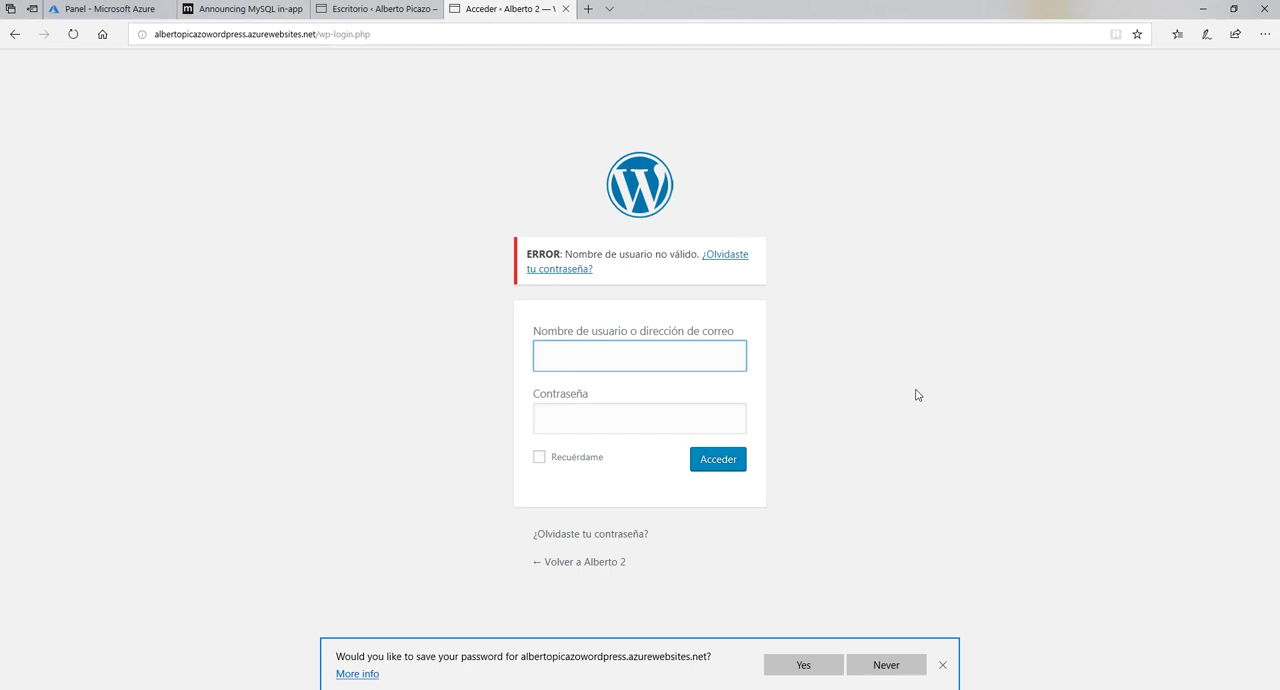 Panel - Microsoft Azure
Announcing MySQL in-app
Escritorio ‹ Alberto Picazo –
Acceder ‹ Alberto 2 — \
albertopicazowordpress.azurewebsites.net/wp-login.php
ERROR: Nombre de usuario no válido. ¿Olvidaste
tu contraseña?
Nombre de usuario o dirección de correo
Contraseña
Recuérdame
Acceder
¿Olvidaste tu contraseña?
← Volver a Alberto 2
Would you like to save your password for albertopicazowordpress.azurewebsites.net?
More info
Yes
Never